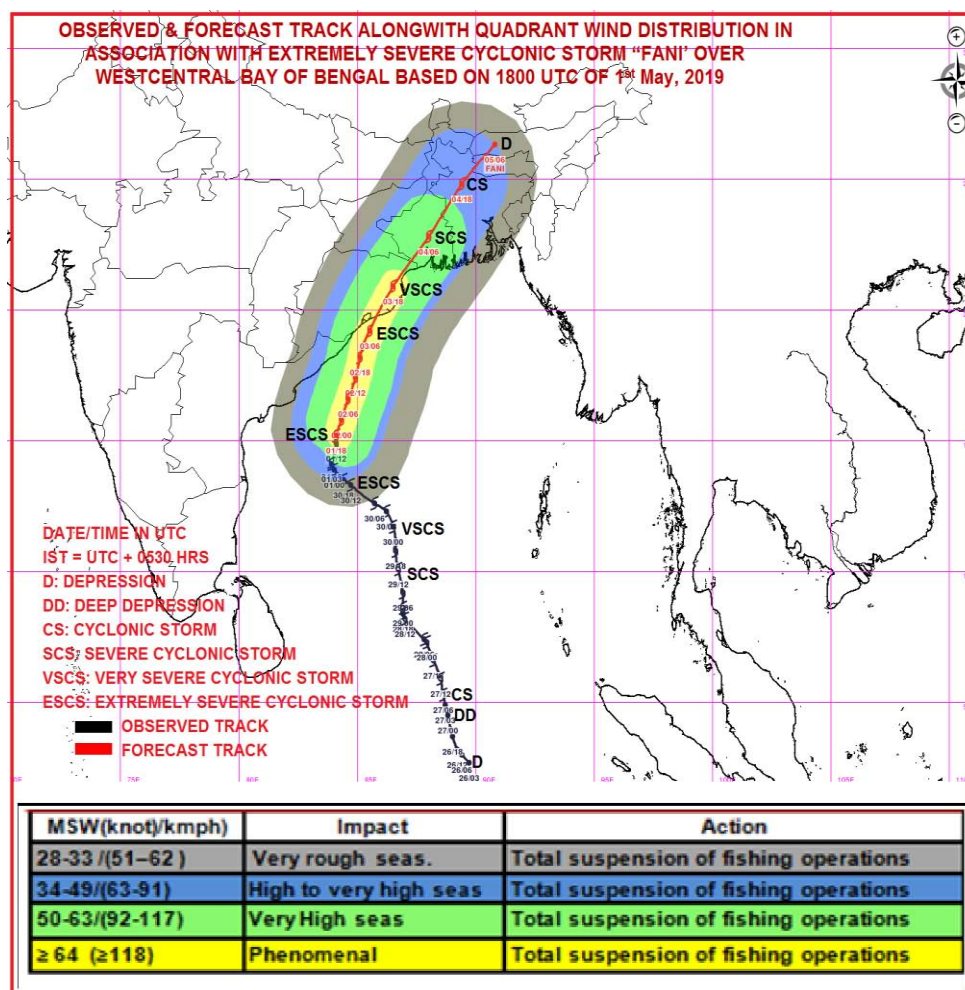 OBSERVED & FORECAST TRACK ALONGWITH QUADRANT WIND DISTRIBUTION IN
ASSOCIATION WITH EXTREMELY SEVERE CYCLONIC STORM “FANI’ OVER
WESTCENTRAL BAY OF BENGAL BASED ON 1800 UTC OF 1st May, 2019
D
05/06
FANI
CS
04/18
SCS
04/06
VSCS
03/18
ESCS
03/06
02/18
02/12
02/06
ESCS
02/00
01/18
01/12
01/03
01/00
ESCS
30/18
30/12
30/06
VSCS
30/00
29/18
SCS
29/12
29/06
29/00
28/18
28/12
28/00
27/18
27/12
CS
27/06
27/03
DD
27/00
26/18
26/12
D
26/06
26/03
DATE/TIME IN UTC
IST = UTC + 0530 HRS
D: DEPRESSION
DD: DEEP DEPRESSION
CS: CYCLONIC STORM
SCS: SEVERE CYCLONIC STORM
VSCS: VERY SEVERE CYCLONIC STORM
ESCS: EXTREMELY SEVERE CYCLONIC STORM
OBSERVED TRACK
FORECAST TRACK
75E 80E 85E 90E 95E 100E 105E
MSW(knot)/kmph) Impact Action
28-33 /(51–62 ) Very rough seas. Total suspension of fishing operations
34-49/(63-91) High to very high seas Total suspension of fishing operations
50-63/(92-117) Very High seas Total suspension of fishing operations
≥ 64 (≥118) Phenomenal Total suspension of fishing operations